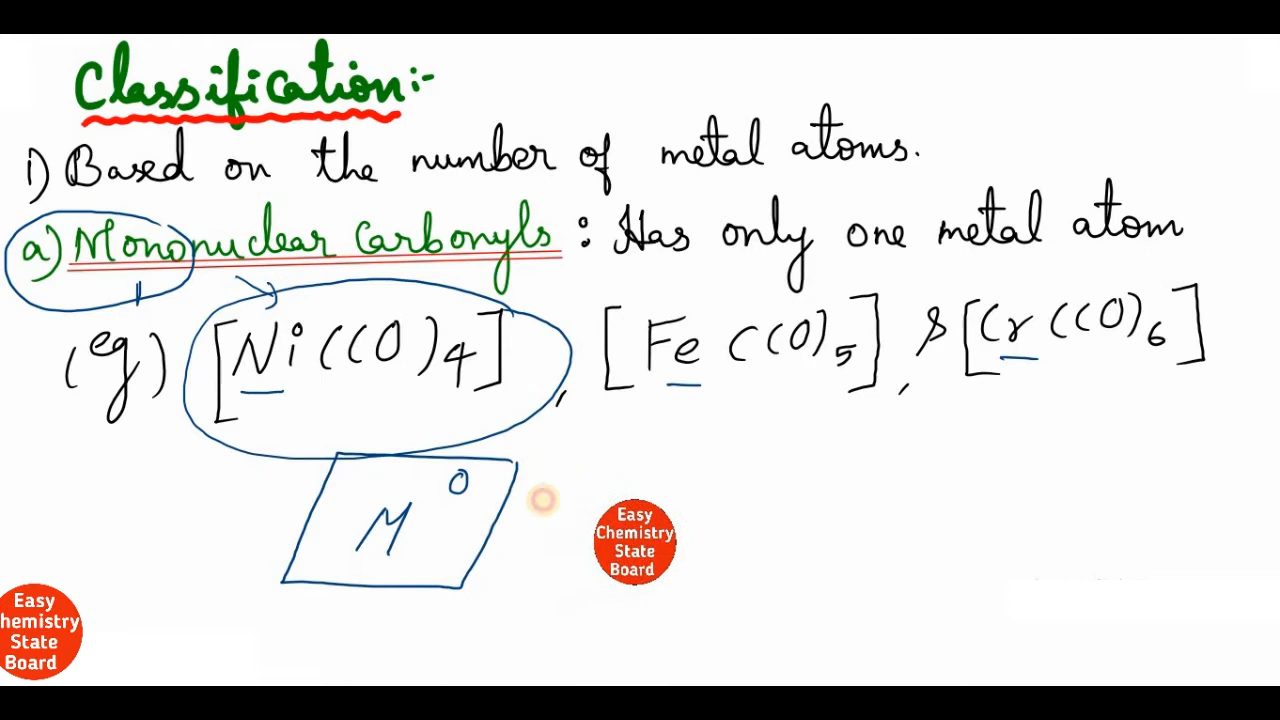 Classification:-
i) Based on the number of metal atoms.
a) Mononuclear Carbonyls : Has only one metal atom
(eg) [Ni(CO)4], [Fe(CO)5], & [Cr(CO)6]
M O
Easy
Chemistry
State
Board
Easy
hemistry
State
Board